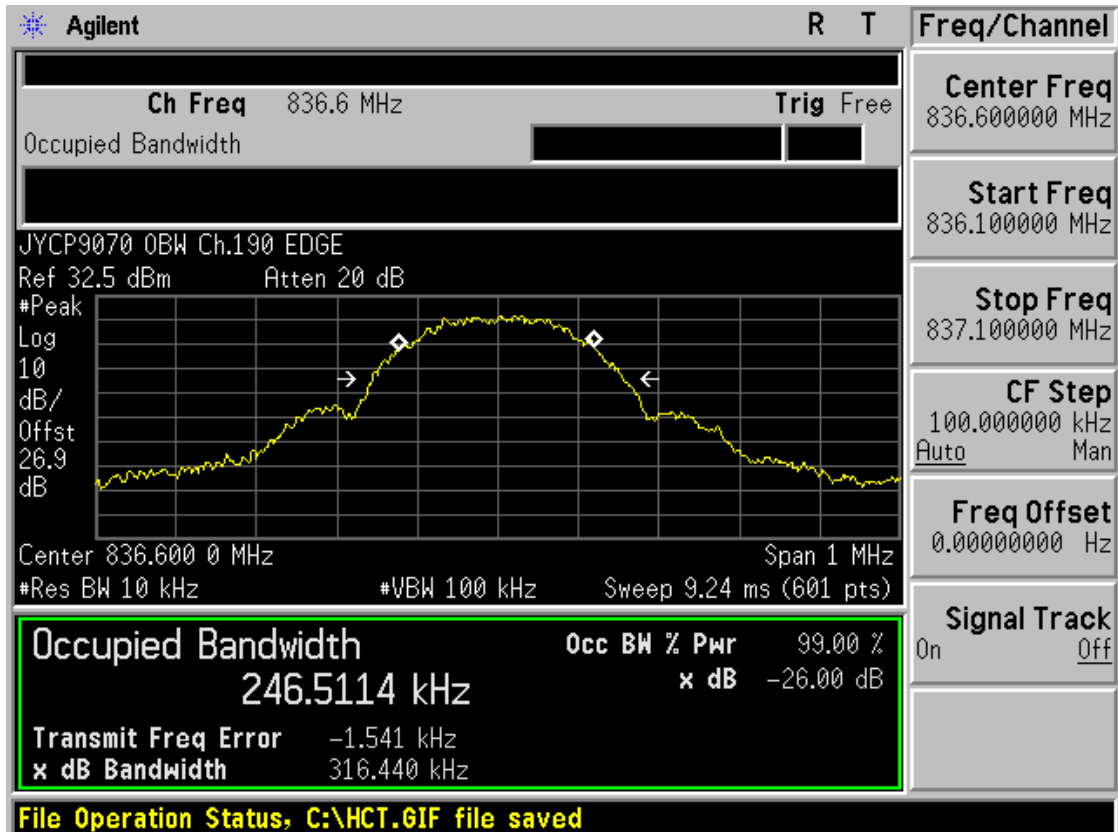 Agilent R T
Ch Freq 836.6 MHz Trig Free
Occupied Bandwidth
JYCP9070 OBW Ch.190 EDGE
Ref 32.5 dBm Atten 20 dB
#Peak
Log
10
dB/
Offst
26.9
dB
Center 836.600 0 MHz Span 1 MHz
#Res BW 10 kHz #VBW 100 kHz Sweep 9.24 ms (601 pts)
Occupied Bandwidth Occ BW % Pwr 99.00 %
246.5114 kHz x dB -26.00 dB
Transmit Freq Error -1.541 kHz
x dB Bandwidth 316.440 kHz
File Operation Status, C:\HCT.GIF file saved
Freq/Channel
Center Freq
836.600000 MHz
Start Freq
836.100000 MHz
Stop Freq
837.100000 MHz
CF Step
100.000000 kHz
Auto Man
Freq Offset
0.00000000 Hz
Signal Track
On Off